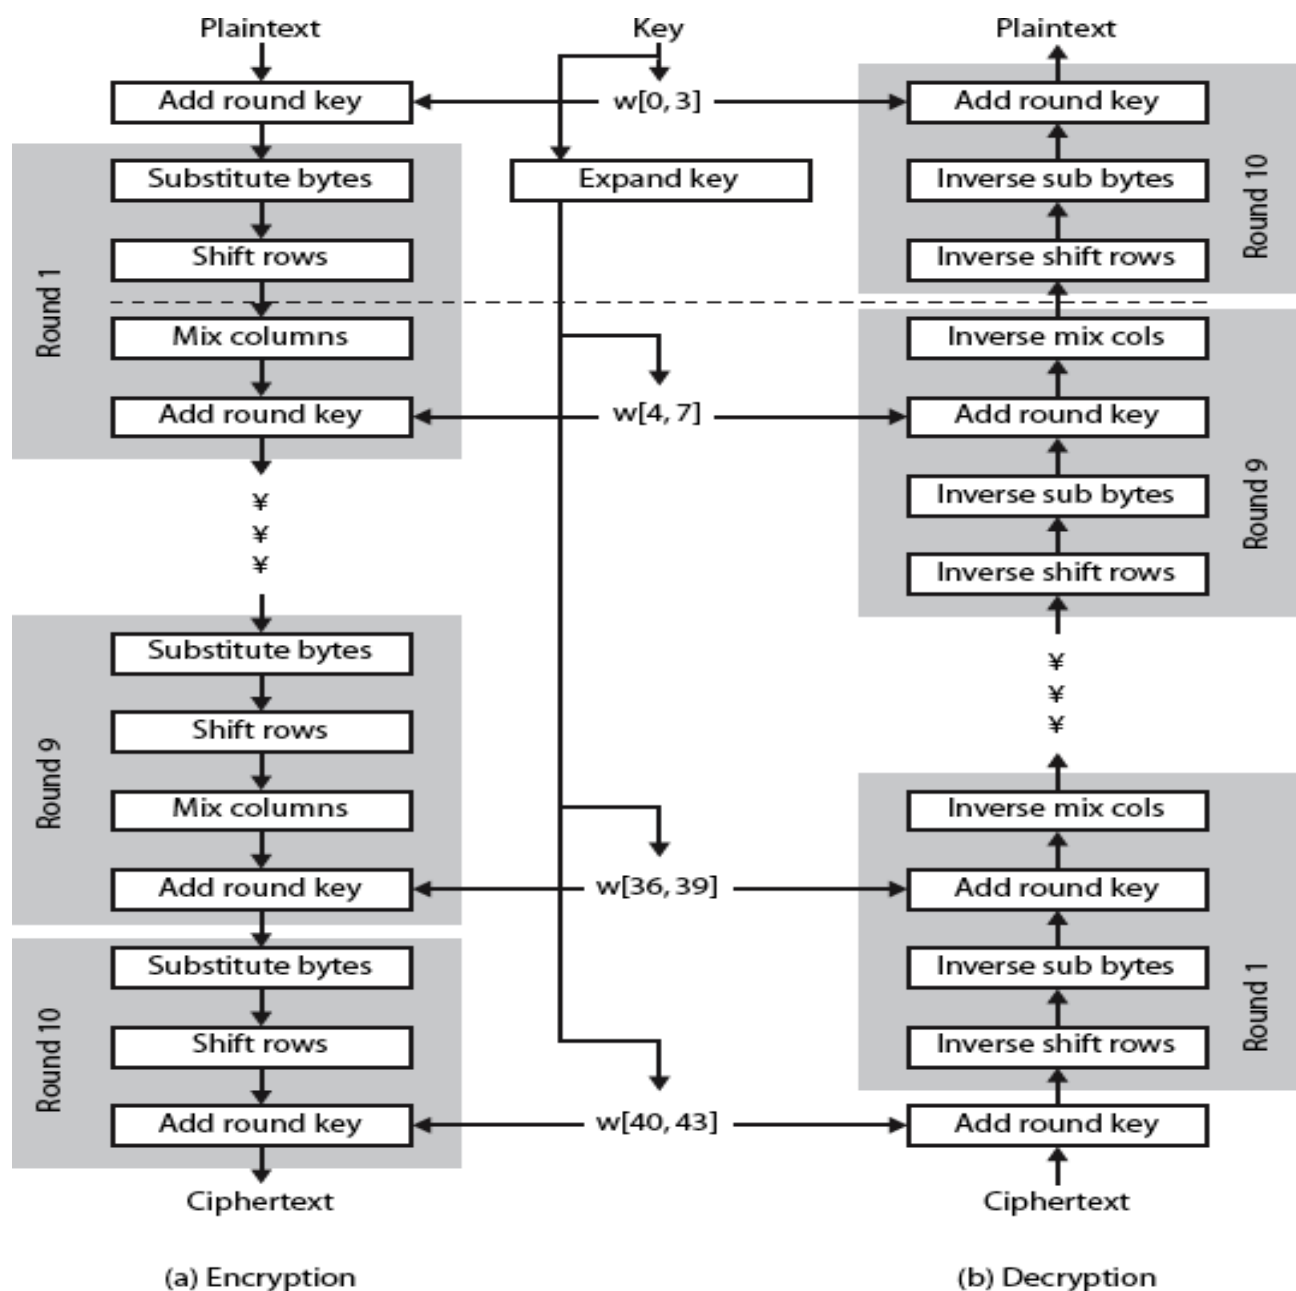 Plaintext
Key
Plaintext
Add round key
w[0, 3]
Add round key
Substitute bytes
Expand key
Inverse sub bytes
Round 10
Shift rows
Inverse shift rows
Round 1
Mix columns
Inverse mix cols
Add round key
w[4, 7]
Add round key
Round 9
¥
¥
¥
Inverse sub bytes
Inverse shift rows
Substitute bytes
¥
¥
¥
Shift rows
Round 9
Mix columns
Inverse mix cols
Add round key
w[36, 39]
Add round key
Substitute bytes
Inverse sub bytes
Round 1
Shift rows
Inverse shift rows
Round 10
Add round key
w[40, 43]
Add round key
Ciphertext
Ciphertext
(a) Encryption
(b) Decryption